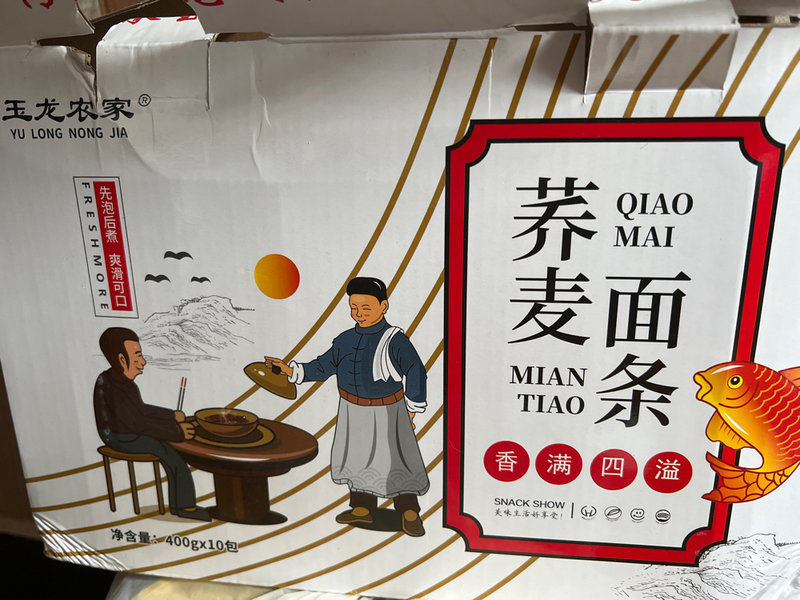 玉龙农家®
YU LONG NONG JIA
先泡后煮 爽滑可口
FRESHMORE
荞麦
QIAO
MAI
面条
MIAN
TIAO
香满四溢
SNACK SHOW
美味生活好享受!
净含量：400gx10包